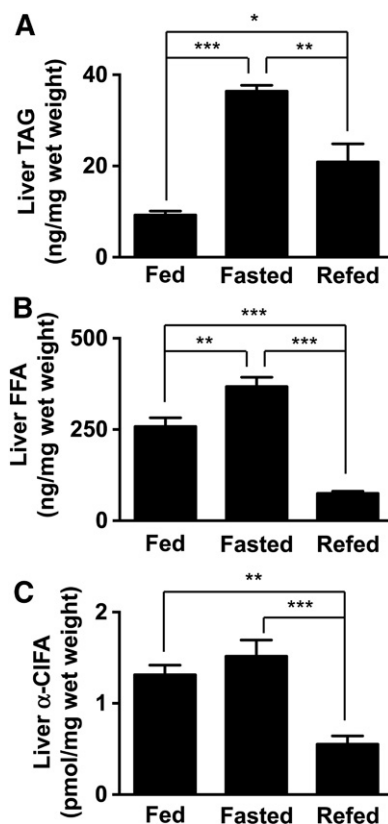 A
*
***
**
Liver TAG
(ng/mg wet weight)
40
20
0
Fed Fasted Refed
B
***
**
***
Liver FFA
(ng/mg wet weight)
500
250
0
Fed Fasted Refed
C
**
***
Liver α-ClFA
(pmol/mg wet weight)
2
1
0
Fed Fasted Refed